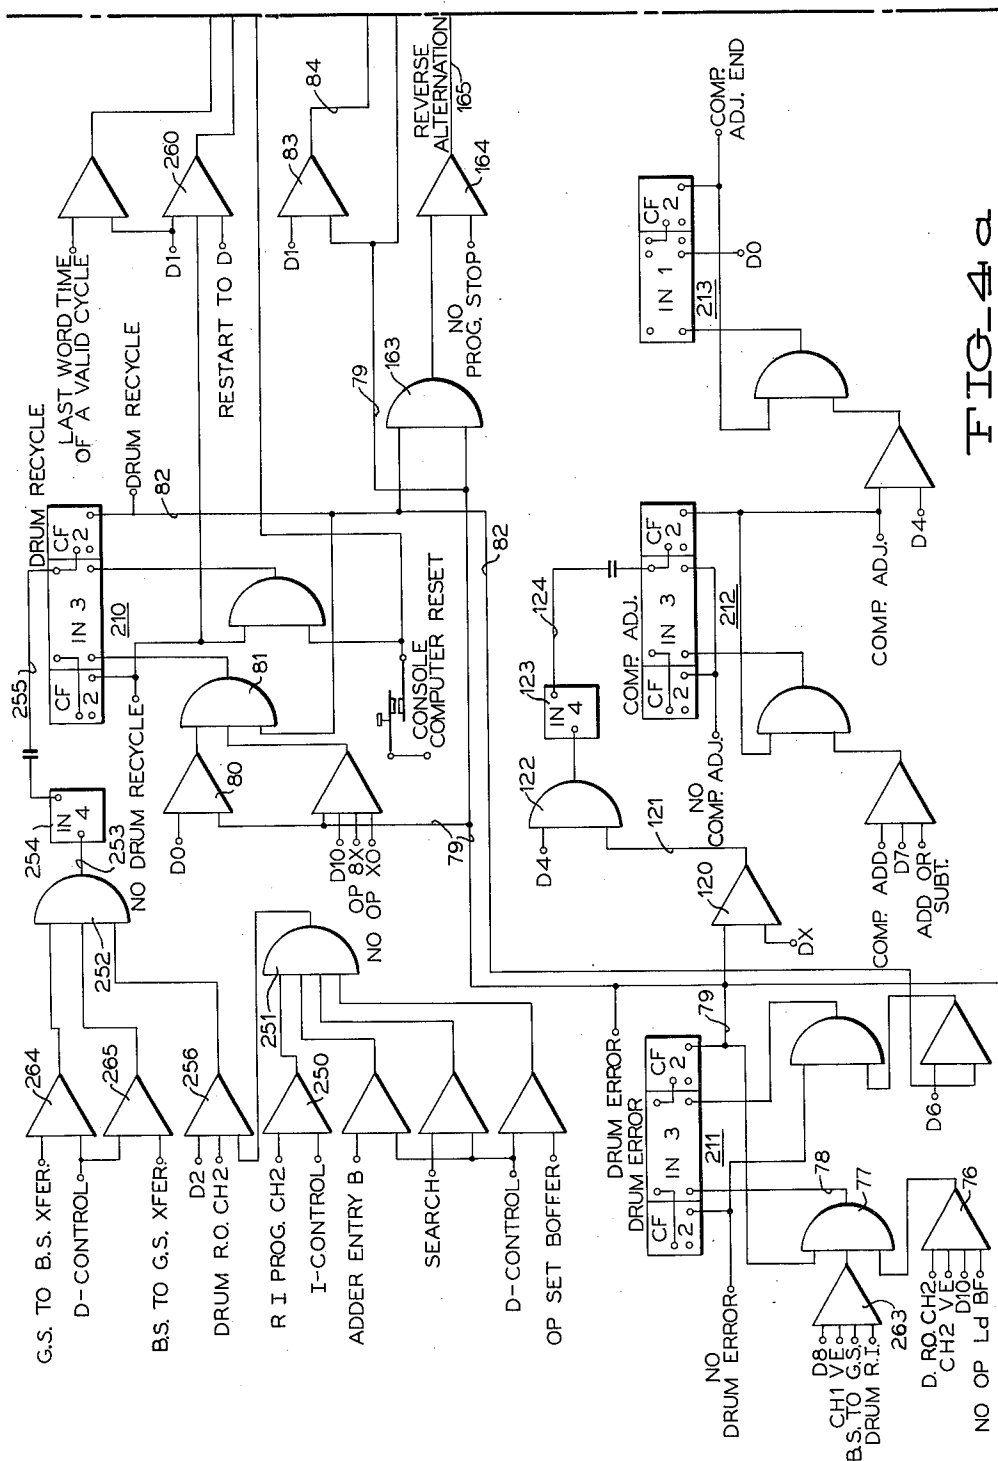 G.S. TO B.S. XFER.
D-CONTROL
B.S. TO G.S. XFER.
D2
DRUM R.O. CH2
R I PROG. CH2
I-CONTROL
ADDER ENTRY B
SEARCH
D-CONTROL
OP SET BOFFER
264
265
256
250
251
252
253
254
IN
4
255
DRUM RECYCLE
CF
2
IN 3
CF
2
210
NO DRUM RECYCLE
DRUM RECYCLE
82
81
80
D0
D10
OP 8X
NO OP X0
79
CONSOLE
COMPUTER RESET
LAST WORD TIME
OF A VALID CYCLE
D1
260
RESTART TO D
D1
83
84
79
163
NO
PROG. STOP
164
REVERSE
ALTERNATION
165
82
DRUM ERROR
DRUM ERROR
CF
2
IN 3
CF
2
211
NO
DRUM ERROR
79
78
77
76
263
D8
CH1 VE
B.S. TO G.S.
DRUM R.I.
D. RO. CH2
CH2 VE
D10
NO OP Ld BF
D6
DX
120
121
D4
122
123
IN
4
124
COMP. ADJ.
CF
2
IN 3
CF
2
212
NO
COMP. ADJ.
COMP. ADD
D7
ADD OR
SUBT.
COMP. ADJ.
D4
IN 1
CF
2
213
D0
COMP.
ADJ. END
FIG_4a